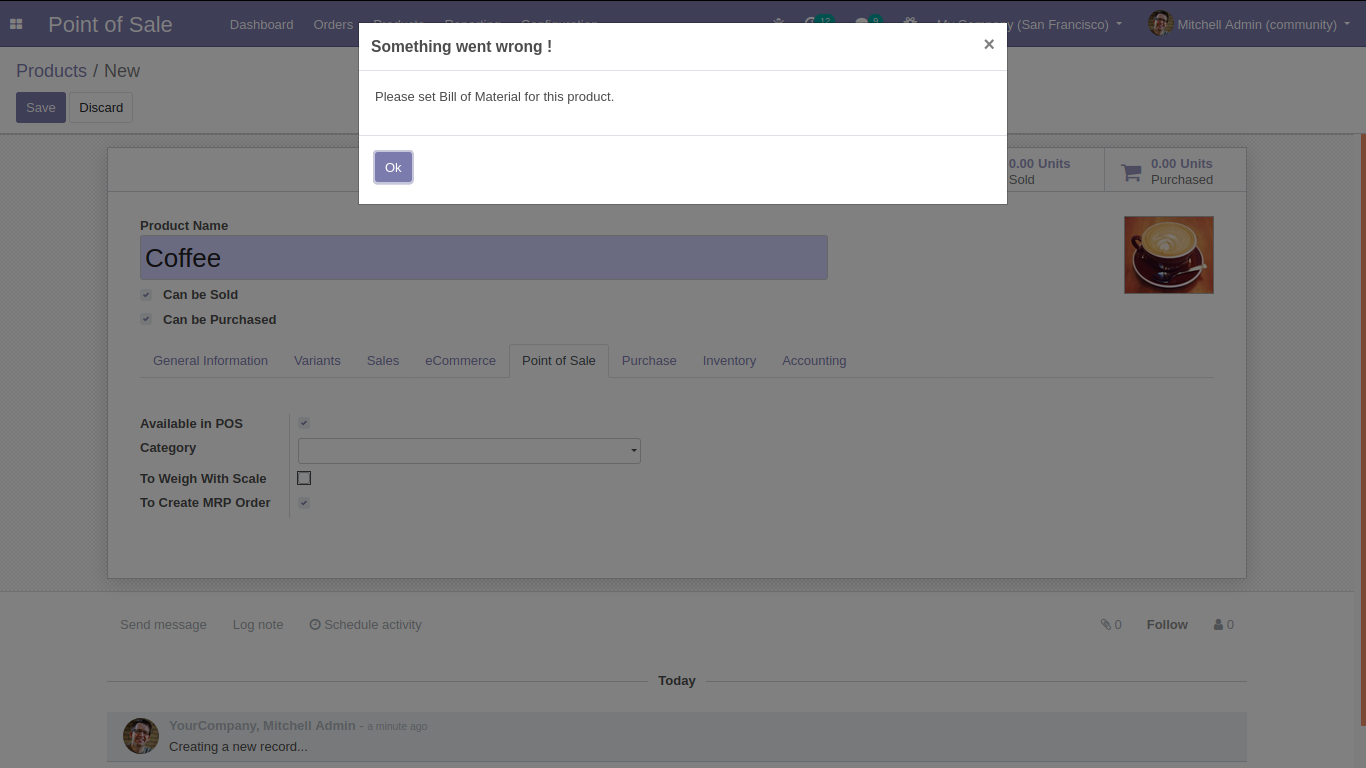 Point of Sale
Dashboard
Orders
12
9
(San Francisco)
Mitchell Admin (community)
Something went wrong !
×
Please set Bill of Material for this product.
Ok
Products / New
Save
Discard
0.00 Units
Sold
0.00 Units
Purchased
Product Name
Coffee
Can be Sold
Can be Purchased
General Information
Variants
Sales
eCommerce
Point of Sale
Purchase
Inventory
Accounting
Available in POS
Category
To Weigh With Scale
To Create MRP Order
Send message
Log note
Schedule activity
0
Follow
0
Today
YourCompany, Mitchell Admin - a minute ago
Creating a new record...